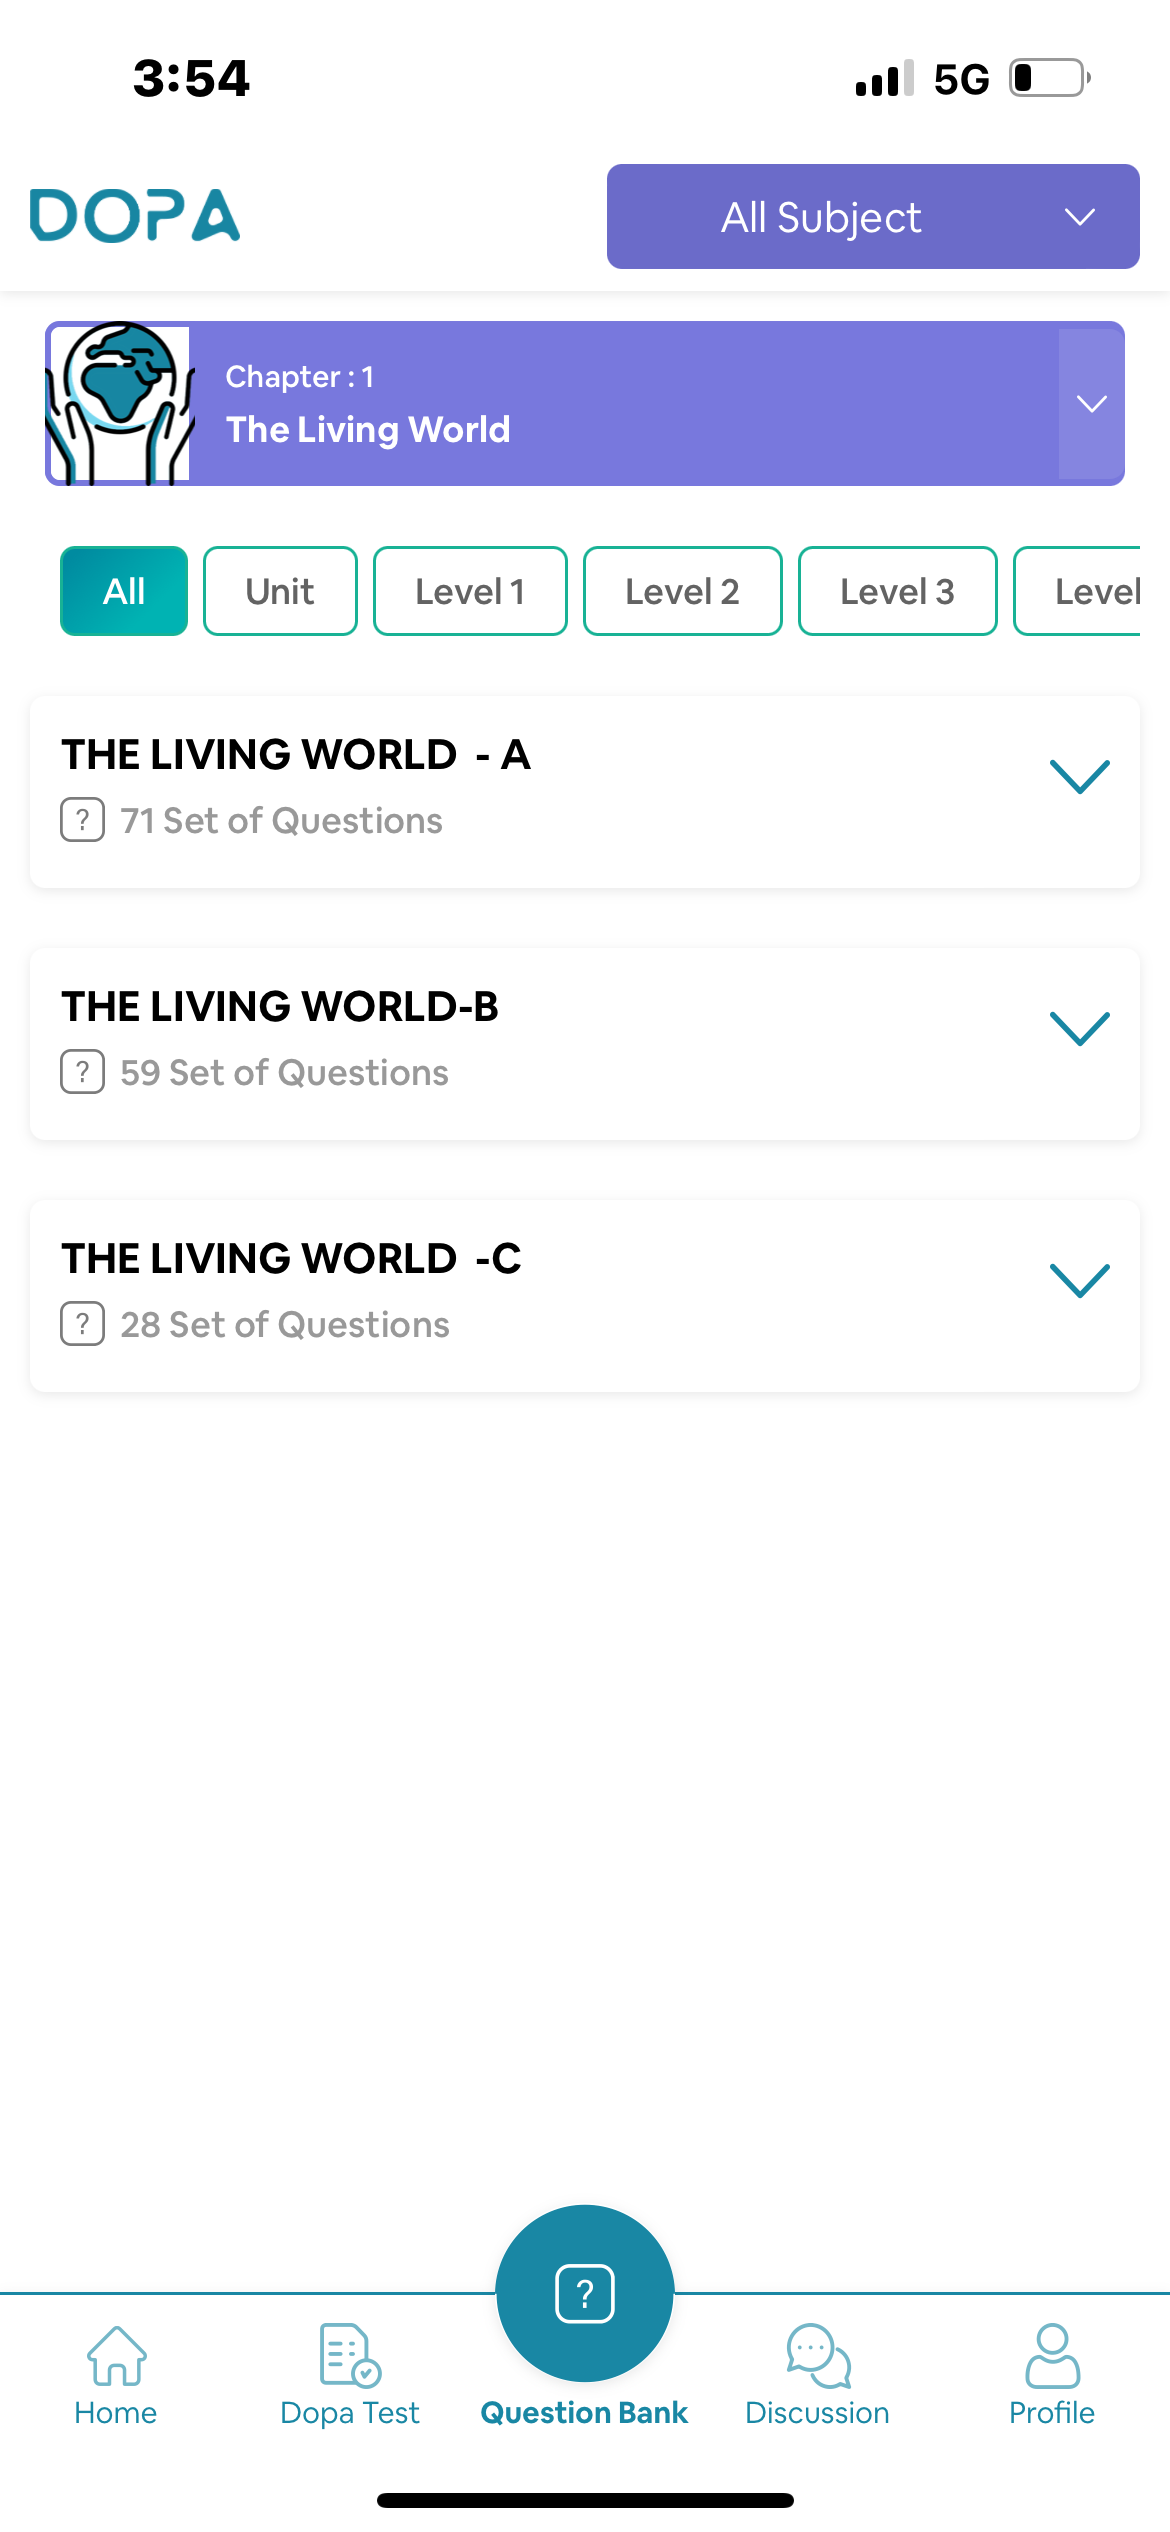 3:54
5G
DOPA
All Subject
Chapter : 1
The Living World
All
Unit
Level 1
Level 2
Level 3
Level
THE LIVING WORLD  - A
? 71 Set of Questions
THE LIVING WORLD-B
? 59 Set of Questions
THE LIVING WORLD  -C
? 28 Set of Questions
?
Home
Dopa Test
Question Bank
Discussion
Profile